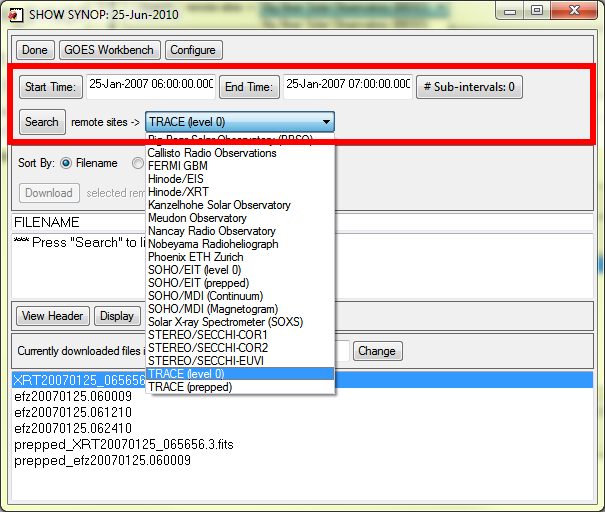 SHOW SYNOP: 25-Jun-2010
Done GOES Workbench Configure
Start Time: 25-Jan-2007 06:00:00.000 End Time: 25-Jan-2007 07:00:00.000 # Sub-intervals: 0
Search remote sites -> TRACE (level 0)
Big Bear Solar Observatory (BBSO)
Callisto Radio Observations
FERMI GBM
Hinode/EIS
Hinode/XRT
Kanzelhohe Solar Observatory
Meudon Observatory
Nancay Radio Observatory
Nobeyama Radioheliograph
Phoenix ETH Zurich
SOHO/EIT (level 0)
SOHO/EIT (prepped)
SOHO/MDI (Continuum)
SOHO/MDI (Magnetogram)
Solar X-ray Spectrometer (SOXS)
STEREO/SECCHI-COR1
STEREO/SECCHI-COR2
STEREO/SECCHI-EUVI
TRACE (level 0)
TRACE (prepped)
Sort By: Filename
Download selected rem
FILENAME
*** Press "Search" to li
View Header Display
Currently downloaded files i Change
XRT20070125_065656
efz20070125.060009
efz20070125.061210
efz20070125.062410
prepped_XRT20070125_065656.3.fits
prepped_efz20070125.060009